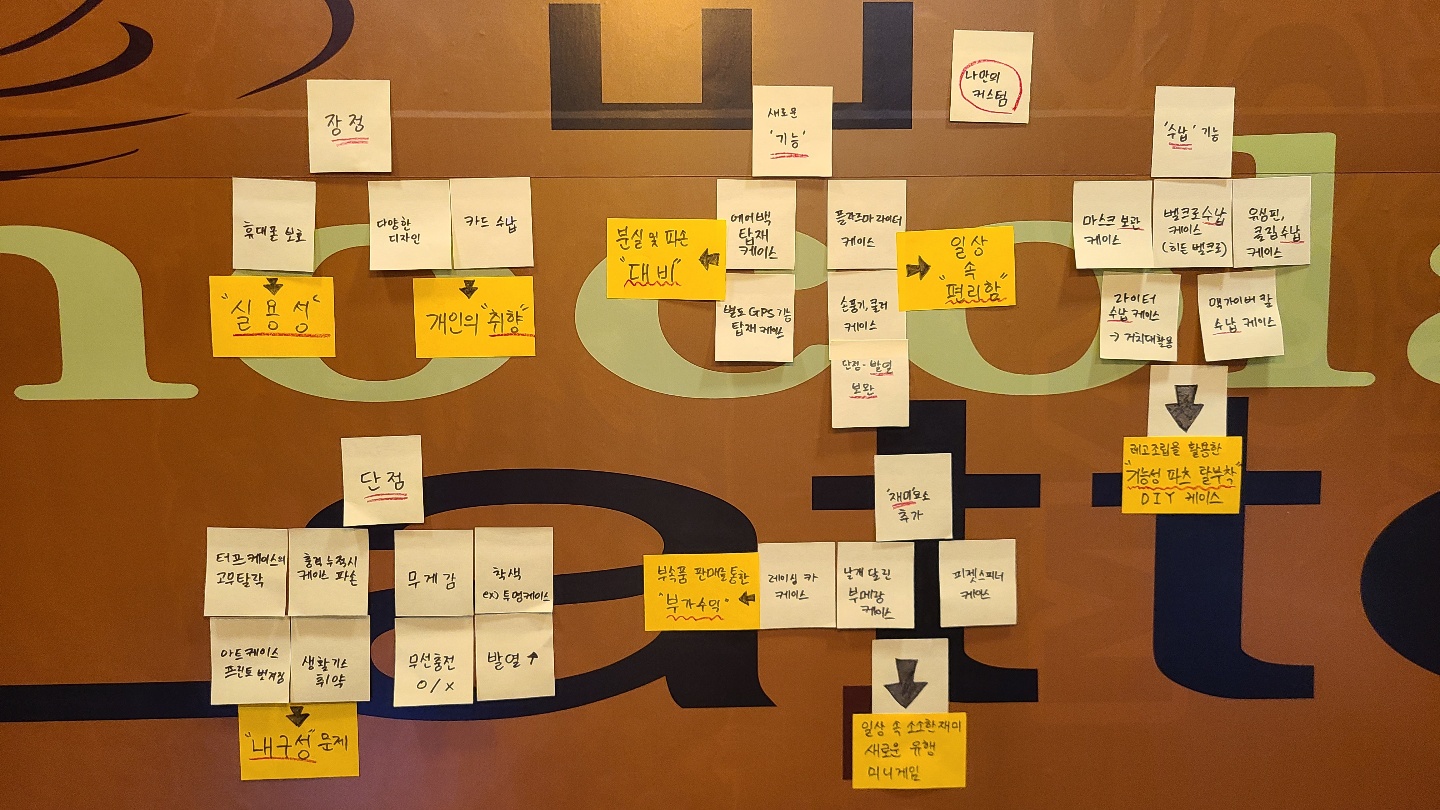 나만의
커스텀
장점
휴대폰 보호
다양한
디자인
카드 수납
"실용성"
개인의 "취향"
새로운
'기능'
에어백
탑재
케이스
플라즈마 라이터
케이스
분실 및 파손
"대비"
일상
속
"편리함"
별도 GPS 기능
탑재 케이스
손풍기, 쿨러
케이스
단점 - 발열
보완
'수납' 기능
마스크 보관
케이스
벨크로 수납
케이스
(히든 벨크로)
유심핀,
클립 수납
케이스
라이터
수납 케이스
→ 거치대 활용
맥가이버 칼
수납 케이스
레고조립을 활용한
"기능성 파츠 탈부착"
DIY 케이스
단점
터프 케이스의
고무탈락
충격 누적시
케이스 파손
무게감
착색
ex) 투명케이스
아트케이스
프린트 번져짐
생활기스
취약
무선충전
O/X
발열 ↑
"내구성" 문제
'재미'요소
추가
부속품 판매를 통한
"부가수익"
레이싱 카
케이스
날개 달린
부메랑
케이스
피젯스피너
케이스
일상 속 소소한 재미
새로운 유행
미니게임